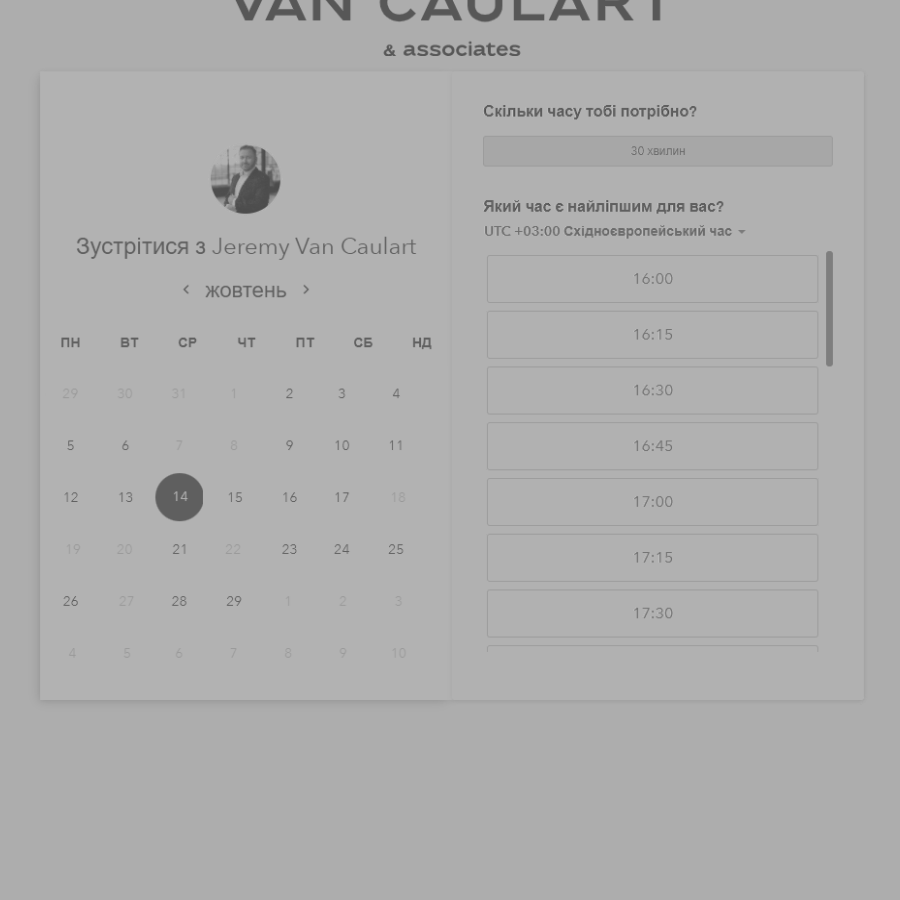 VAN CAULART
& associates
Зустрітися з Jeremy Van Caulart
жовтень
ПН ВТ СР ЧТ ПТ СБ НД
29 30 31 1 2 3 4
5 6 7 8 9 10 11
12 13 14 15 16 17 18
19 20 21 22 23 24 25
26 27 28 29 1 2 3
4 5 6 7 8 9 10
Скільки часу тобі потрібно?
30 хвилин
Який час є найліпшим для вас?
UTC +03:00 Східноєвропейський час
16:00
16:15
16:30
16:45
17:00
17:15
17:30